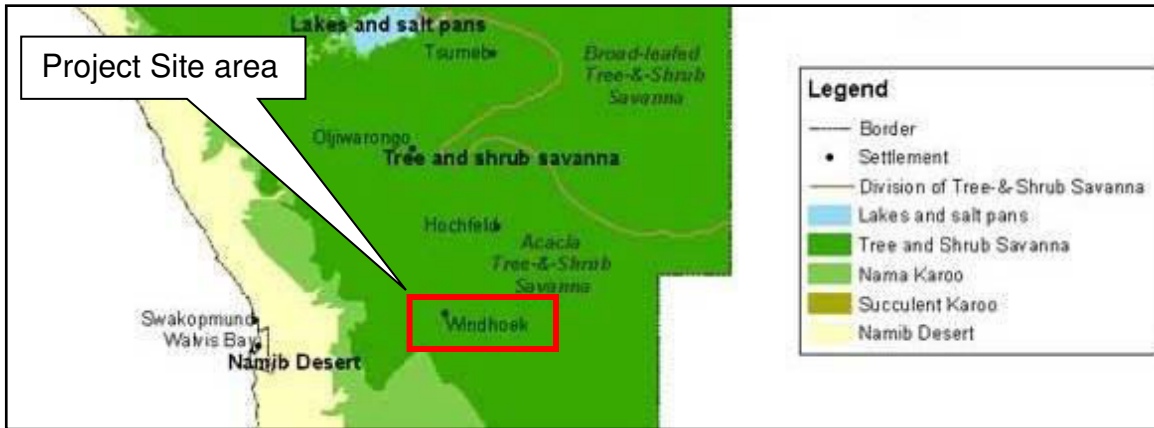 Lakes and salt pans
Tsumeb
Broad-leafed
Tree-&-Shrub
Savanna
Project Site area
Otjiwarongo
Tree and shrub savanna
Hochfeld
Acacia
Tree-&-Shrub
Savanna
Windhoek
Swakopmund
Walvis Bay
Namib Desert
Legend
Border
Settlement
Division of Tree-& Shrub Savanna
Lakes and salt pans
Tree and Shrub Savanna
Nama Karoo
Succulent Karoo
Namib Desert